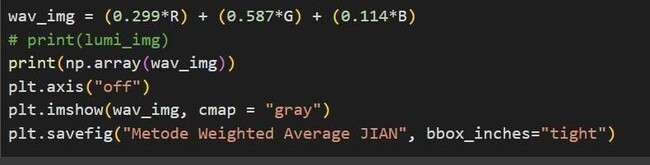 wav_img = (0.299*R) + (0.587*G) + (0.114*B)
# print(lumi_img)
print(np.array(wav_img))
plt.axis("off")
plt.imshow(wav_img, cmap = "gray")
plt.savefig("Metode Weighted Average JIAN", bbox_inches="tight")